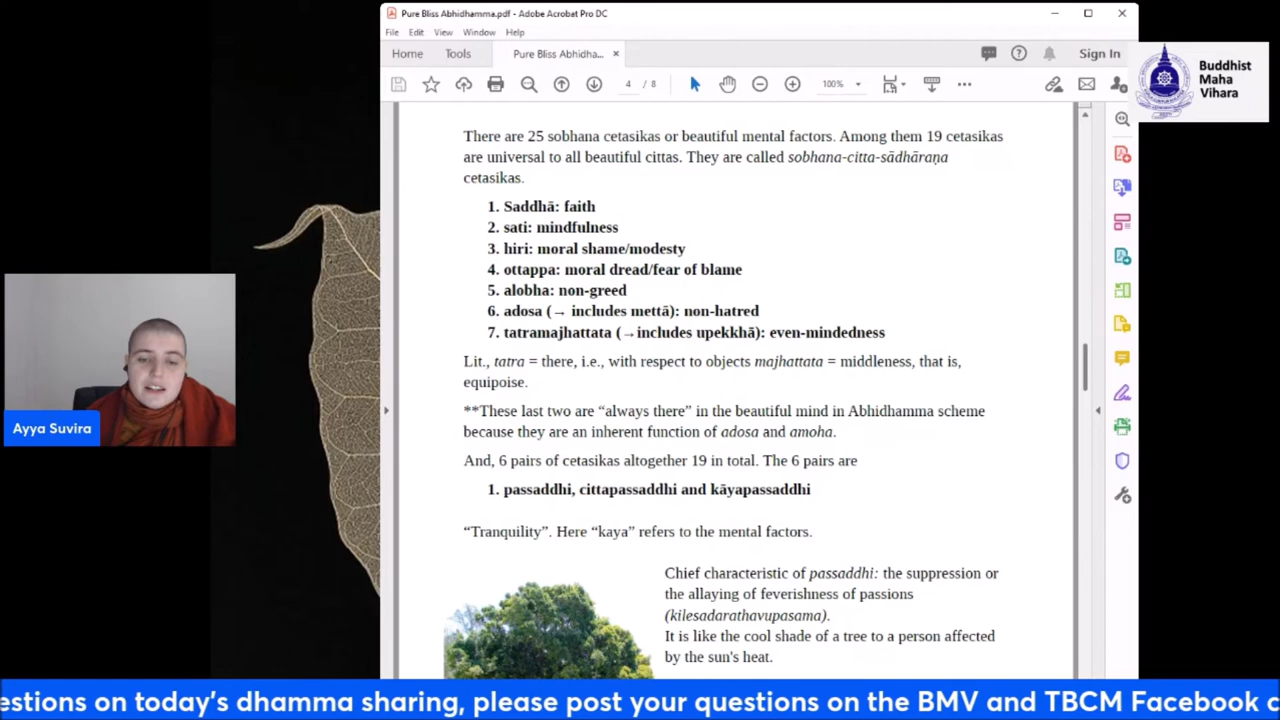 Pure Bliss Abhidhamma.pdf - Adobe Acrobat Pro DC
File Edit View Window Help
Home Tools Pure Bliss Abhidha... × Sign In
4 / 8 100%
Buddhist
Maha
Vihara
There are 25 sobhana cetasikas or beautiful mental factors. Among them 19 cetasikas
are universal to all beautiful cittas. They are called sobhana-citta-sādhāraṇa
cetasikas.
1. Saddhā: faith
2. sati: mindfulness
3. hiri: moral shame/modesty
4. ottappa: moral dread/fear of blame
5. alobha: non-greed
6. adosa (→ includes mettā): non-hatred
7. tatramajhattata (→includes upekkhā): even-mindedness
Lit., tatra = there, i.e., with respect to objects majhattata = middleness, that is,
equipoise.
**These last two are “always there” in the beautiful mind in Abhidhamma scheme
because they are an inherent function of adosa and amoha.
And, 6 pairs of cetasikas altogether 19 in total. The 6 pairs are
1. passaddhi, cittapassaddhi and kāyapassaddhi
“Tranquility”. Here “kaya” refers to the mental factors.
Chief characteristic of passaddhi: the suppression or
the allaying of feverishness of passions
(kilesadarathavupasama).
It is like the cool shade of a tree to a person affected
by the sun's heat.
Ayya Suvira
estions on today's dhamma sharing, please post your questions on the BMV and TBCM Facebook